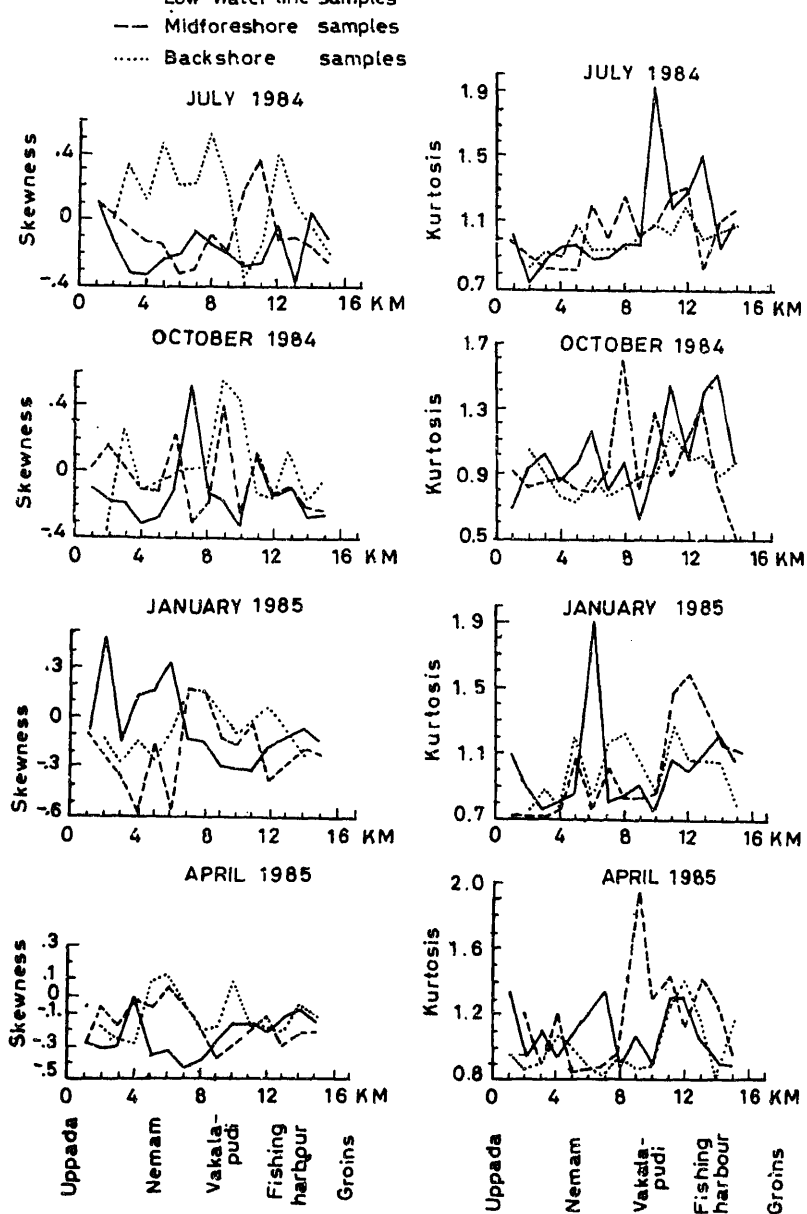 Low water line samples
Midforeshore samples
Backshore samples
JULY 1984
Skewness
.4
0
-.4
0 4 8 12 16 KM
JULY 1984
Kurtosis
1.9
1.5
1.1
0.7
0 4 8 12 16 KM
OCTOBER 1984
Skewness
.4
0
-.4
0 4 8 12 16 KM
OCTOBER 1984
Kurtosis
1.7
1.3
0.9
0.5
0 4 8 12 16 KM
JANUARY 1985
Skewness
.3
0
-.3
-.6
0 4 8 12 16 KM
JANUARY 1985
Kurtosis
1.9
1.5
1.1
0.7
0 4 8 12 16 KM
APRIL 1985
Skewness
.3
.1
0
-.1
-.3
-.5
0 4 8 12 16 KM
APRIL 1985
Kurtosis
2.0
1.6
1.2
0.8
0 4 8 12 16 KM
Uppada
Nemam
Vakala-
pudi
Fishing
harbour
Groins
Uppada
Nemam
Vakala-
pudi
Fishing
harbour
Groins